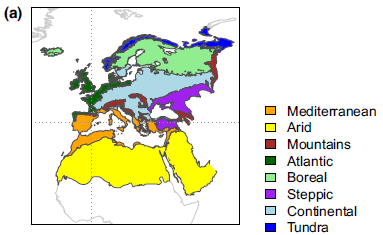 (a)
Mediterranean
Arid
Mountains
Atlantic
Boreal
Steppic
Continental
Tundra